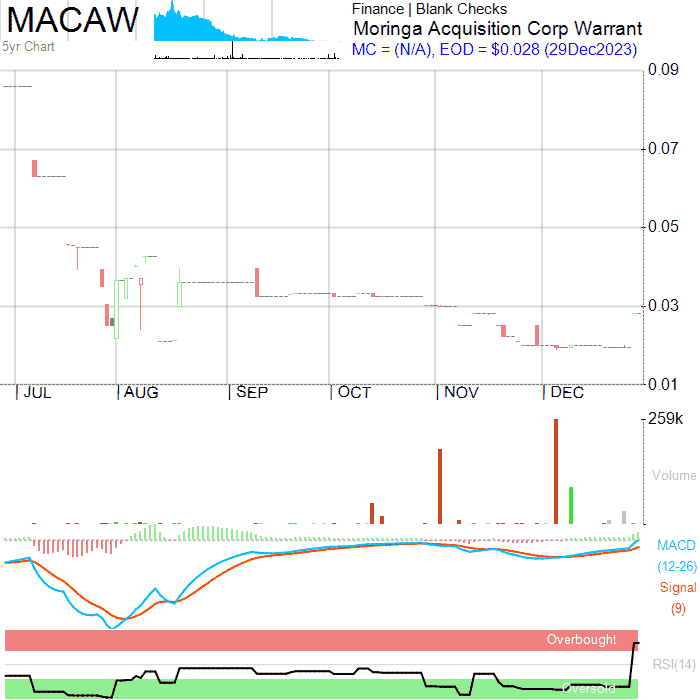 MACAW
5yr Chart
Finance | Blank Checks
Moringa Acquisition Corp Warrant
MC = (N/A), EOD = $0.028 (29Dec2023)
0.09
0.07
0.05
0.03
0.01
JUL
AUG
SEP
OCT
NOV
DEC
259k
Volume
MACD
(12-26)
Signal
(9)
Overbought
RSI(14)
Oversold